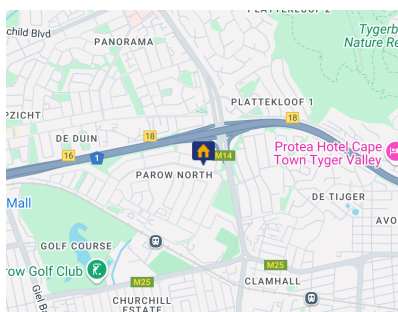 PLATTEKLOOF 2
child Blvd
PANORAMA
Tygerb
Nature Re
PLATTEKLOOF 1
PZICHT
18
18
DE DUIN
16
1
M14
Protea Hotel Cape
Town Tyger Valley
PAROW NORTH
Mall
DE TIJGER
AVO
GOLF COURSE
row Golf Club
M25
M25
CLAMHALL
Giel Ba
CHURCHILL
ESTATE